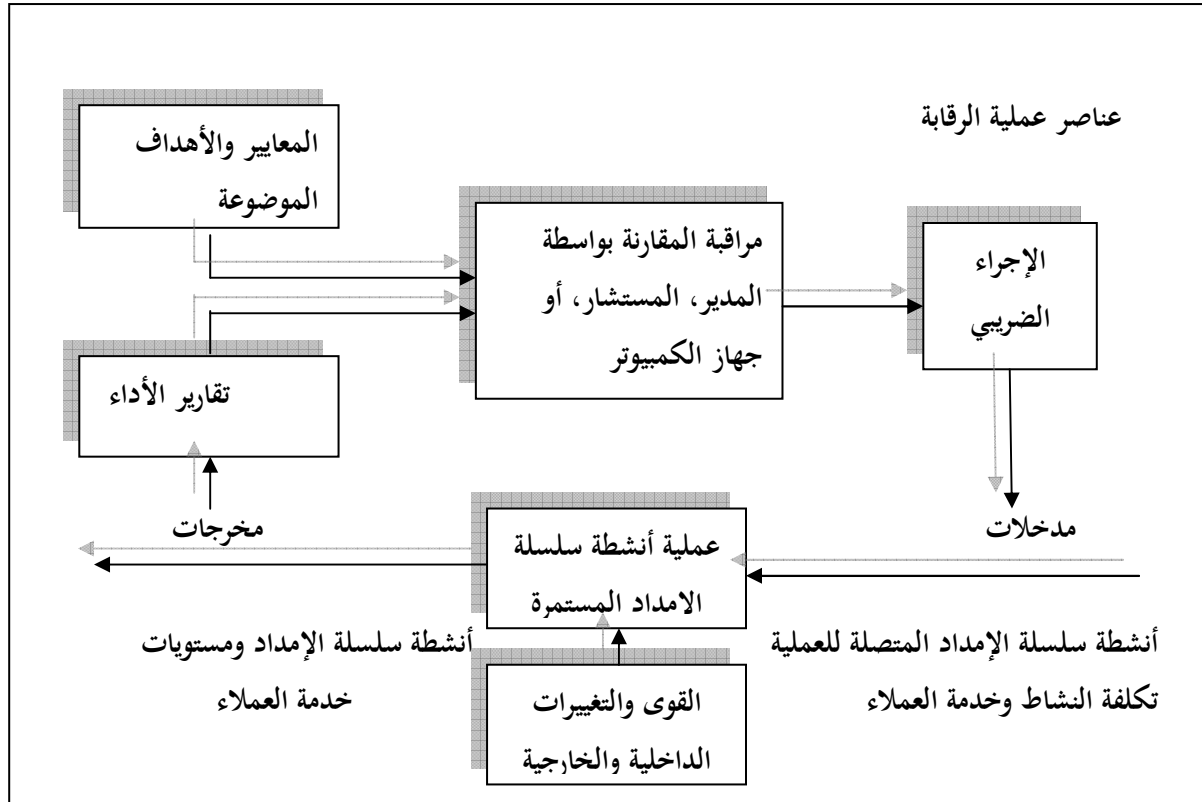 عناصر عملية الرقابة
المعايير والأهداف
الموضوعة
مراقبة المقارنة بواسطة
المدير، المستشار، أو
جهاز الكمبيوتر
الإجراء
الضريبي
تقارير الأداء
مدخلات
مخرجات
عملية أنشطة سلسلة
الامداد المستمرة
أنشطة سلسلة الإمداد المتصلة للعملية
تكلفة النشاط وخدمة العملاء
أنشطة سلسلة الإمداد ومستويات
خدمة العملاء
القوى والتغييرات
الداخلية والخارجية